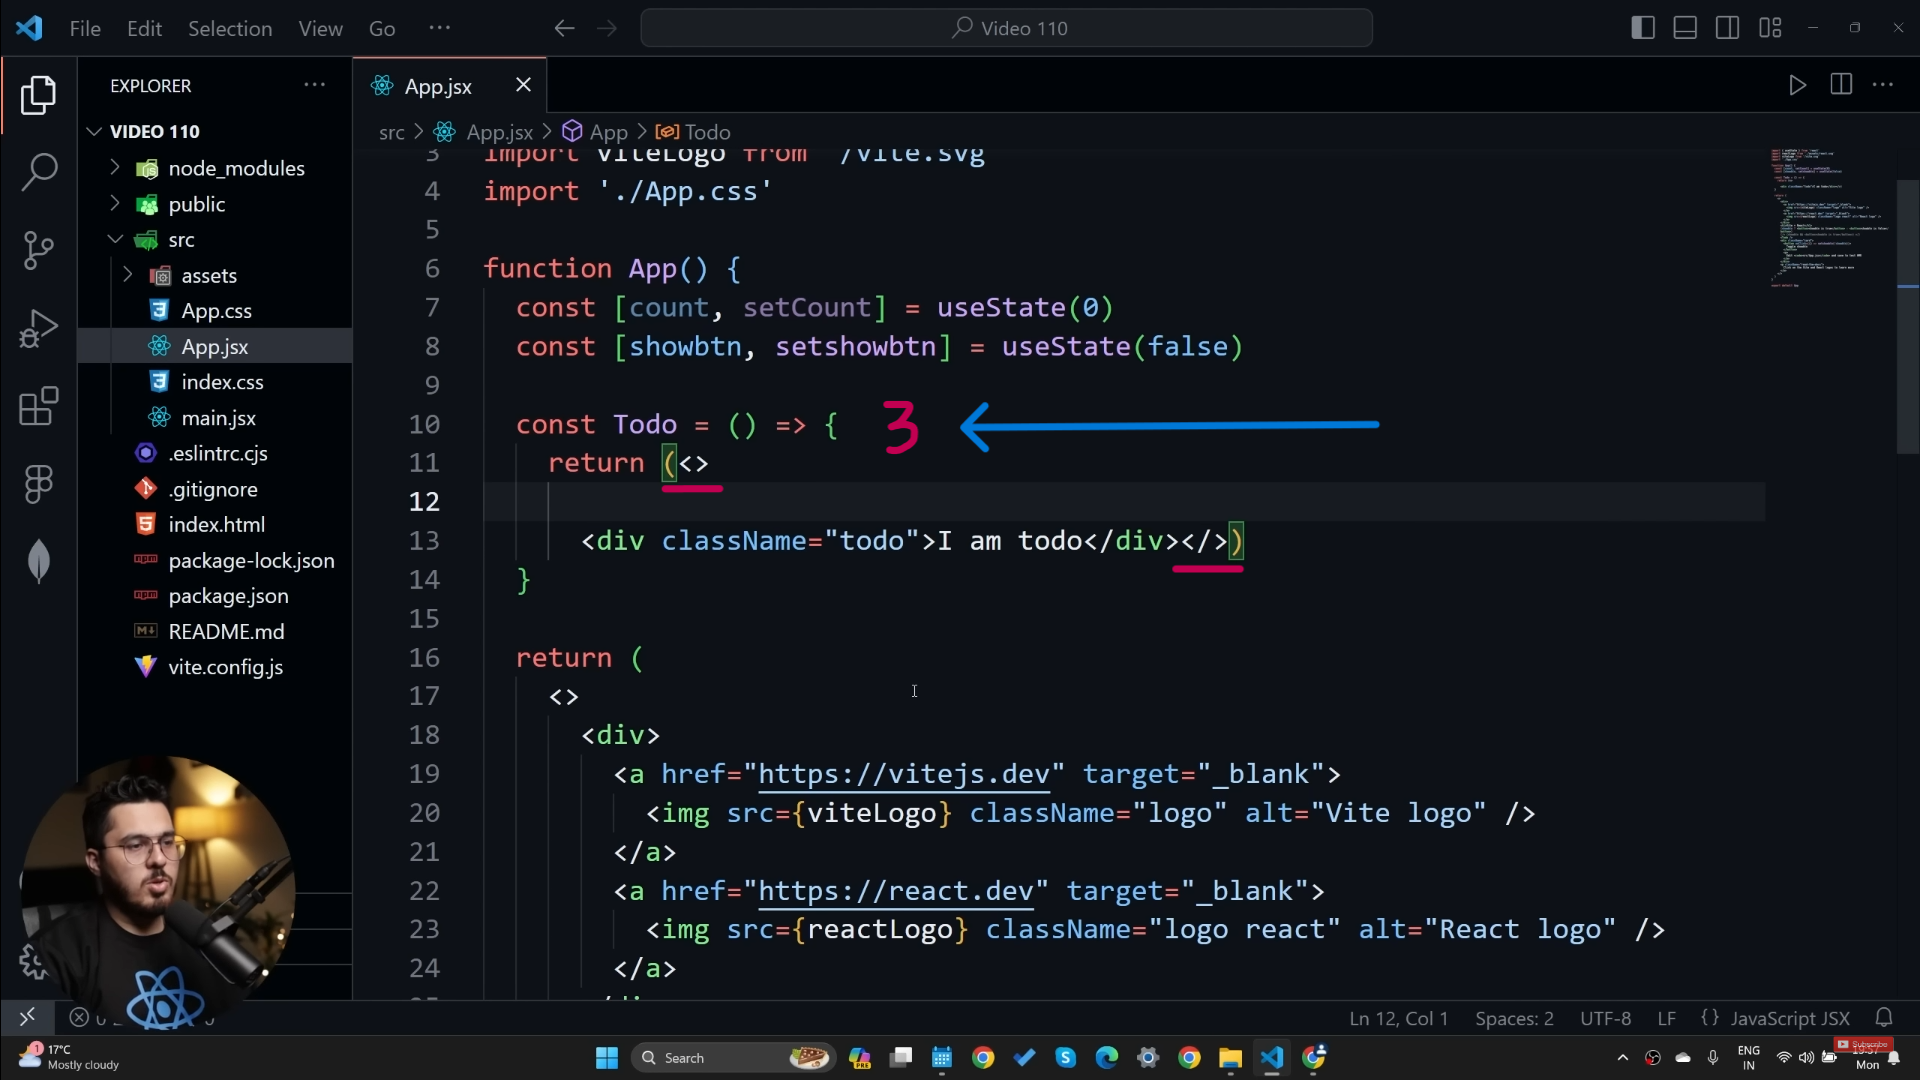 File Edit Selection View Go ···
Video 110
EXPLORER ···
App.jsx
VIDEO 110
src > App.jsx > App > Todo
node_modules
public
src
assets
App.css
App.jsx
index.css
main.jsx
.eslintrc.cjs
.gitignore
index.html
package-lock.json
package.json
README.md
vite.config.js
3 import viteLogo from '/vite.svg'
4 import './App.css'
5
6 function App() {
7 const [count, setCount] = useState(0)
8 const [showbtn, setshowbtn] = useState(false)
9
10 const Todo = () => { 3
11 return (<>
12
13 <div className="todo">I am todo</div></>)
14 }
15
16 return (
17 <>
18 <div>
19 <a href="https://vitejs.dev" target="_blank">
20 <img src={viteLogo} className="logo" alt="Vite logo" />
21 </a>
22 <a href="https://react.dev" target="_blank">
23 <img src={reactLogo} className="logo react" alt="React logo" />
24 </a>
Ln 12, Col 1 Spaces: 2 UTF-8 LF {} JavaScript JSX
1
17°C
Mostly cloudy
Search
PRE
ENG
IN
Subscribe
Mon